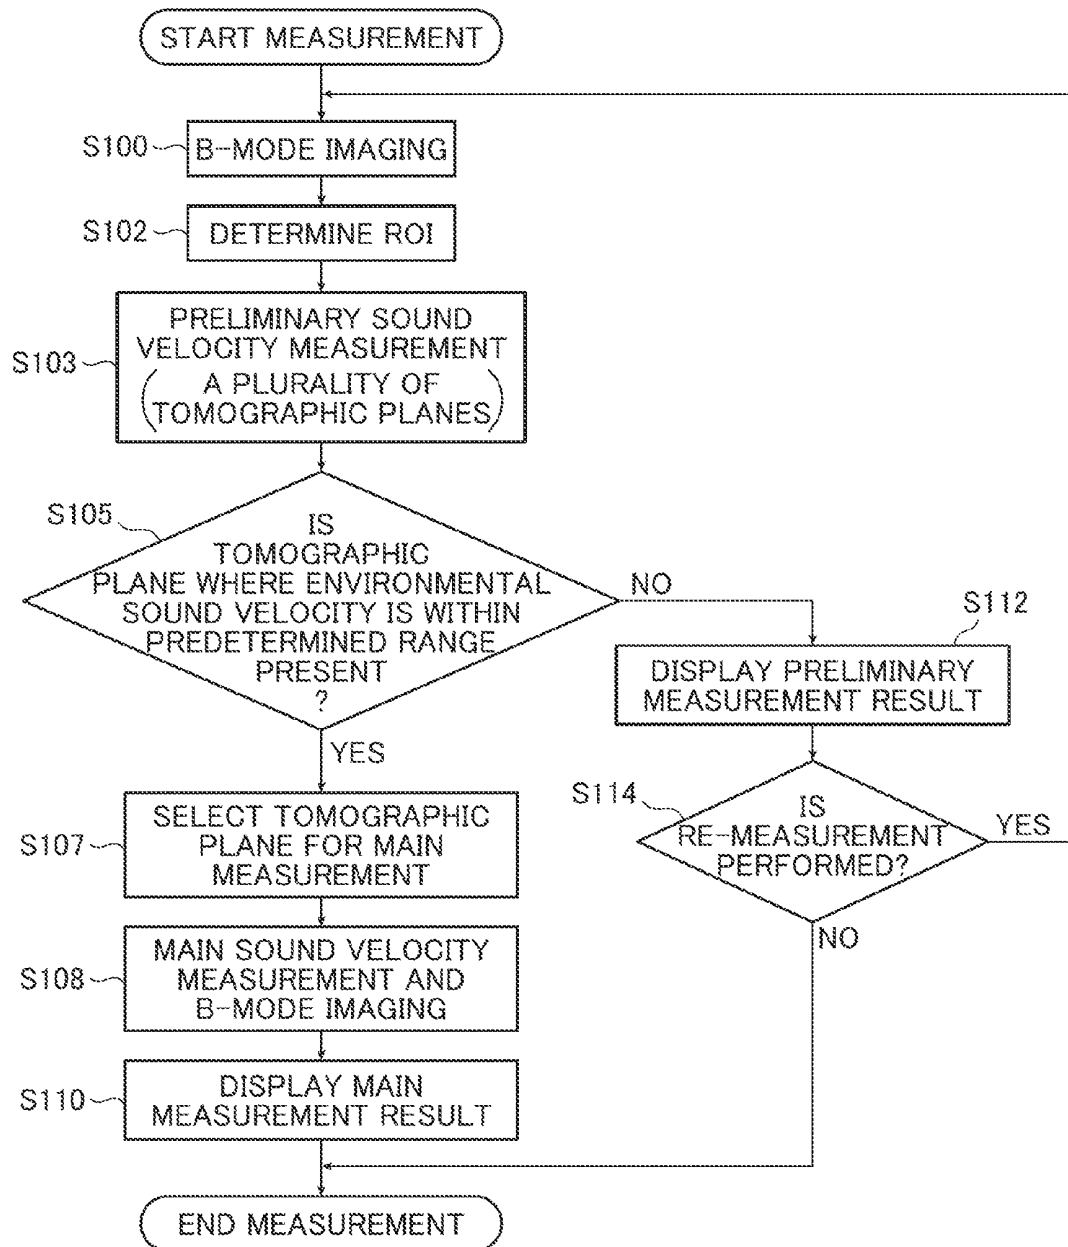 START MEASUREMENT
S100
B-MODE IMAGING
S102
DETERMINE ROI
S103
PRELIMINARY SOUND
VELOCITY MEASUREMENT
( A PLURALITY OF
TOMOGRAPHIC PLANES )
S105
IS
TOMOGRAPHIC
PLANE WHERE ENVIRONMENTAL
SOUND VELOCITY IS WITHIN
PREDETERMINED RANGE
PRESENT
?
NO
YES
S112
DISPLAY PRELIMINARY
MEASUREMENT RESULT
S114
IS
RE-MEASUREMENT
PERFORMED?
YES
NO
S107
SELECT TOMOGRAPHIC
PLANE FOR MAIN
MEASUREMENT
S108
MAIN SOUND VELOCITY
MEASUREMENT AND
B-MODE IMAGING
S110
DISPLAY MAIN
MEASUREMENT RESULT
END MEASUREMENT